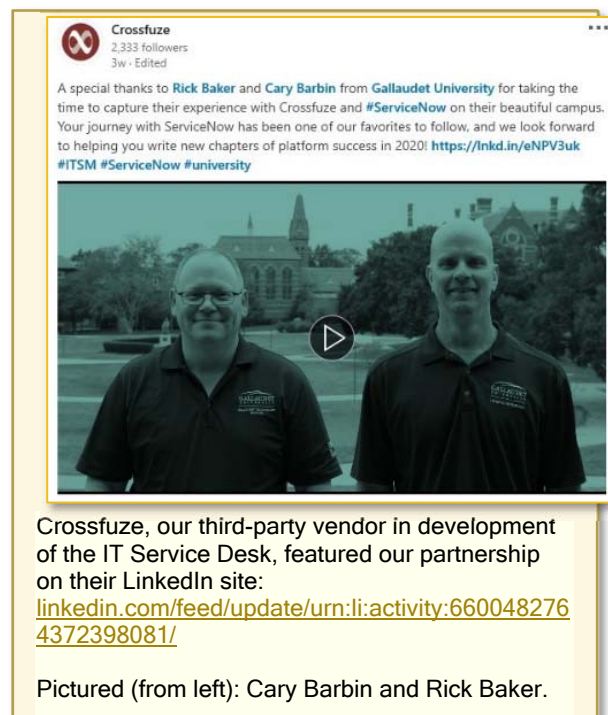 Crossfuze
2,333 followers
3w · Edited
A special thanks to Rick Baker and Cary Barbin from Gallaudet University for taking the
time to capture their experience with Crossfuze and #ServiceNow on their beautiful campus.
Your journey with ServiceNow has been one of our favorites to follow, and we look forward
to helping you write new chapters of platform success in 2020! https://lnkd.in/eNPV3uk
#ITSM #ServiceNow #university
GALLAUDET
UNIVERSITY
GALLAUDET
UNIVERSITY
Crossfuze, our third-party vendor in development
of the IT Service Desk, featured our partnership
on their LinkedIn site:
linkedin.com/feed/update/urn:li:activity:660048276
4372398081/
Pictured (from left): Cary Barbin and Rick Baker.